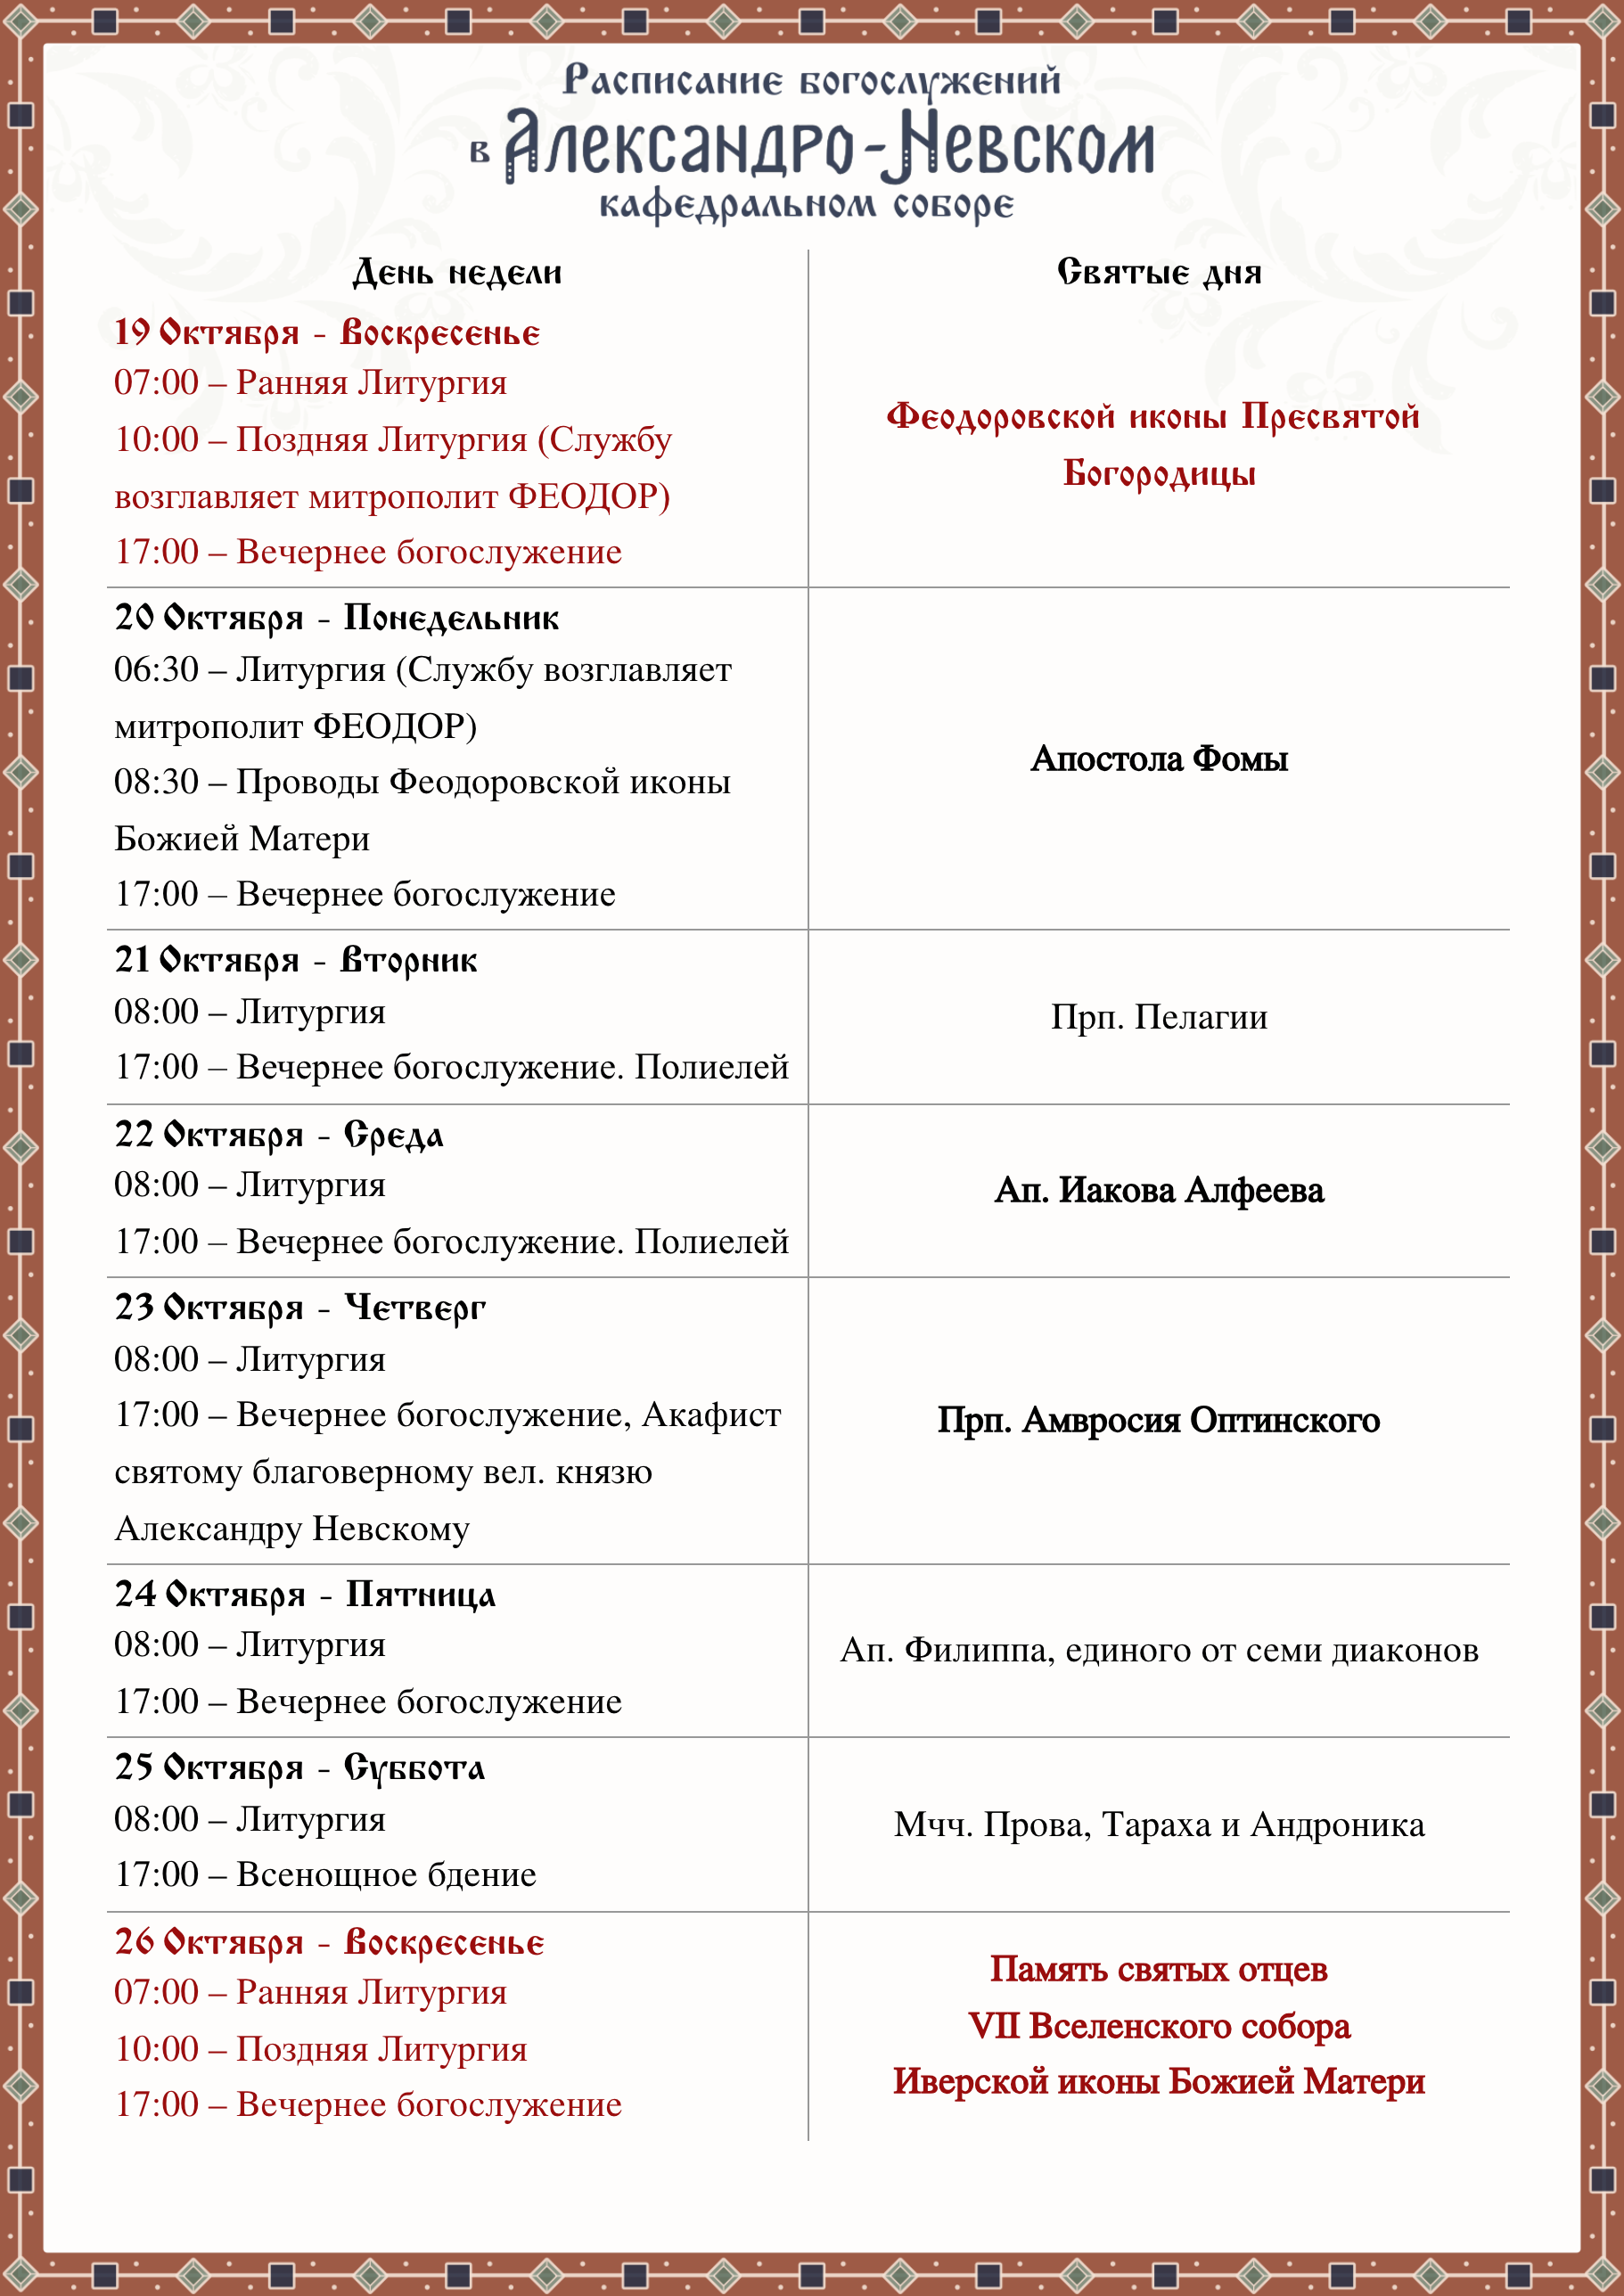 Расписание богослужений
в Александро-Невском
кафедральном соборе
День недели
Святые дня
19 Октября - Воскресенье
07:00 – Ранняя Литургия
10:00 – Поздняя Литургия (Службу
возглавляет митрополит ФЕОДОР)
17:00 – Вечернее богослужение
Феодоровской иконы Пресвятой
Богородицы
20 Октября - Понедельник
06:30 – Литургия (Службу возглавляет
митрополит ФЕОДОР)
08:30 – Проводы Феодоровской иконы
Божией Матери
17:00 – Вечернее богослужение
Апостола Фомы
21 Октября - Вторник
08:00 – Литургия
17:00 – Вечернее богослужение. Полиелей
Прп. Пелагии
22 Октября - Среда
08:00 – Литургия
17:00 – Вечернее богослужение. Полиелей
Ап. Иакова Алфеева
23 Октября - Четверг
08:00 – Литургия
17:00 – Вечернее богослужение, Акафист
святому благоверному вел. князю
Александру Невскому
Прп. Амвросия Оптинского
24 Октября - Пятница
08:00 – Литургия
17:00 – Вечернее богослужение
Ап. Филиппа, единого от семи диаконов
25 Октября - Суббота
08:00 – Литургия
17:00 – Всенощное бдение
Мчч. Прова, Тараха и Андроника
26 Октября - Воскресенье
07:00 – Ранняя Литургия
10:00 – Поздняя Литургия
17:00 – Вечернее богослужение
Память святых отцев
VII Вселенского собора
Иверской иконы Божией Матери